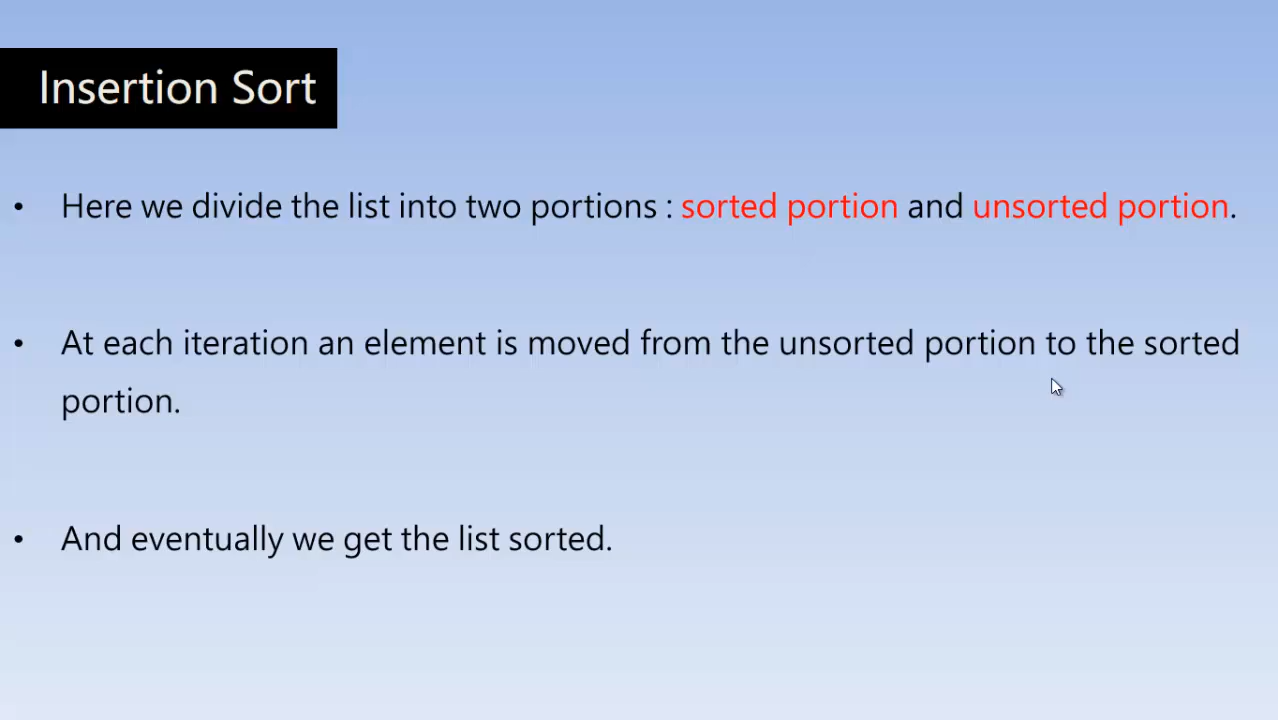 Insertion Sort
• Here we divide the list into two portions : sorted portion and unsorted portion.
• At each iteration an element is moved from the unsorted portion to the sorted
portion.
• And eventually we get the list sorted.